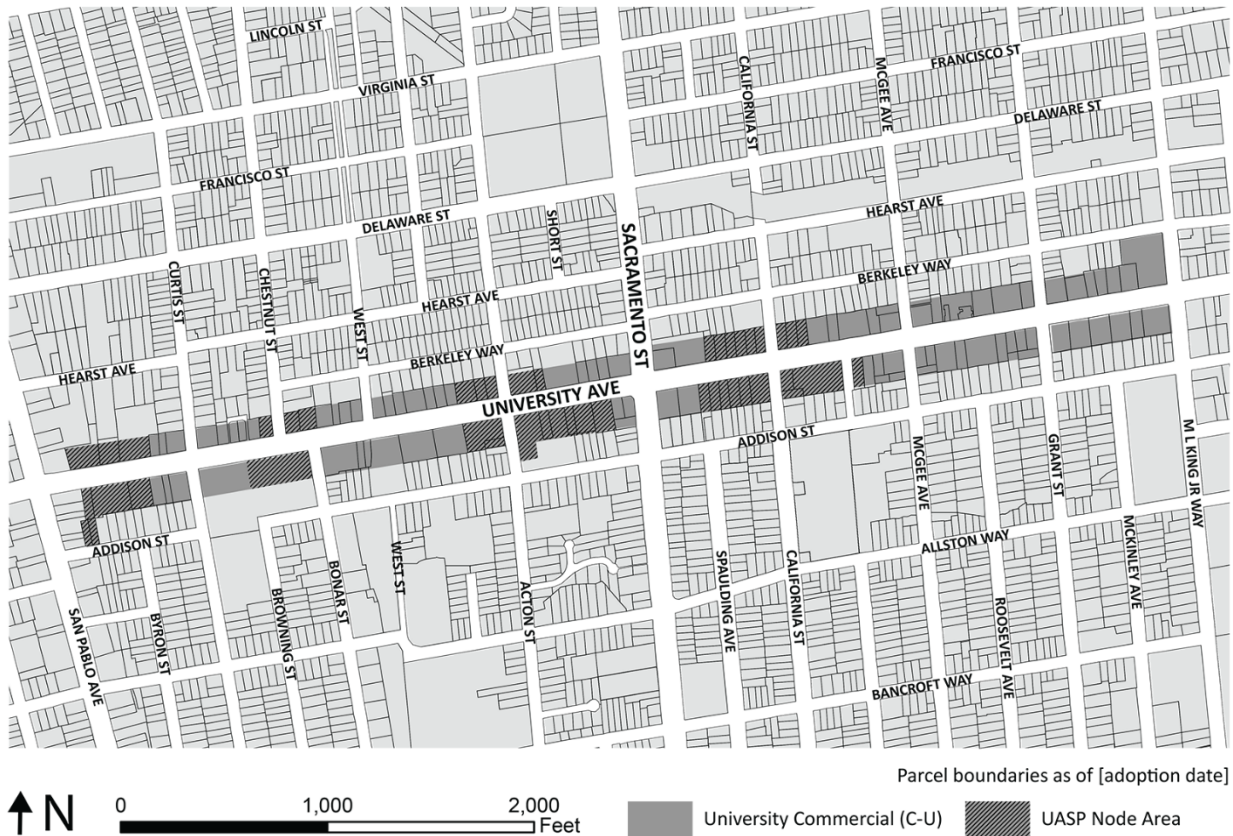 LINCOLN ST
VIRGINIA ST
CALIFORNIA ST
MCGEE AVE
FRANCISCO ST
DELAWARE ST
FRANCISCO ST
HEARST AVE
DELAWARE ST
SHORT ST
SACRAMENTO ST
BERKELEY WAY
CURTIS ST
CHESTNUT ST
WEST ST
HEARST AVE
BERKELEY WAY
HEARST AVE
UNIVERSITY AVE
ADDISON ST
MCGEE AVE
GRANT ST
M L KING JR WAY
ADDISON ST
SAN PABLO AVE
BYRON ST
BROWNING ST
BONAR ST
WEST ST
ACTON ST
SPAULDING AVE
CALIFORNIA ST
ALLSTON WAY
ROOSEVELT AVE
MCKINLEY AVE
BANCROFT WAY
Parcel boundaries as of [adoption date]
N
0 1,000 2,000
Feet
University Commercial (C-U)
UASP Node Area